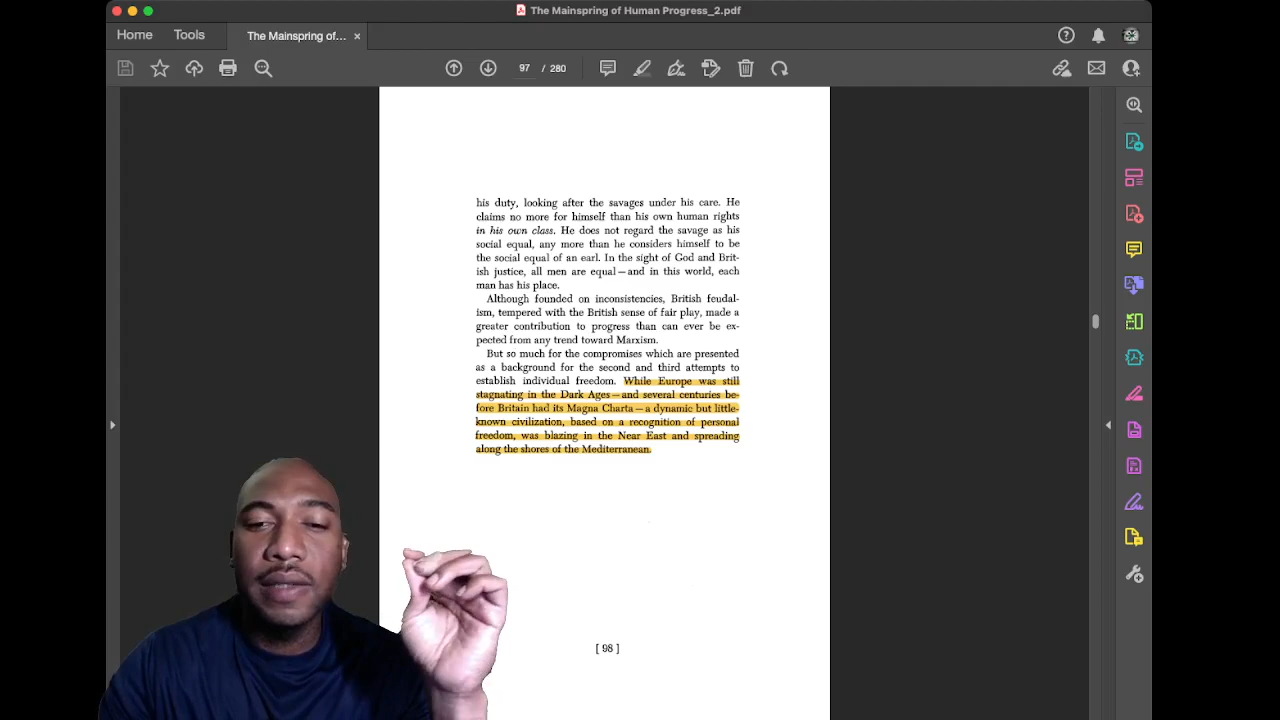 The Mainspring of Human Progress_2.pdf
Home Tools The Mainspring of... ×
97 / 280
his duty, looking after the savages under his care. He
claims no more for himself than his own human rights
in his own class. He does not regard the savage as his
social equal, any more than he considers himself to be
the social equal of an earl. In the sight of God and Brit-
ish justice, all men are equal—and in this world, each
man has his place.
Although founded on inconsistencies, British feudal-
ism, tempered with the British sense of fair play, made a
greater contribution to progress than can ever be ex-
pected from any trend toward Marxism.
But so much for the compromises which are presented
as a background for the second and third attempts to
establish individual freedom. While Europe was still
stagnating in the Dark Ages—and several centuries be-
fore Britain had its Magna Charta—a dynamic but little-
known civilization, based on a recognition of personal
freedom, was blazing in the Near East and spreading
along the shores of the Mediterranean.
[ 98 ]